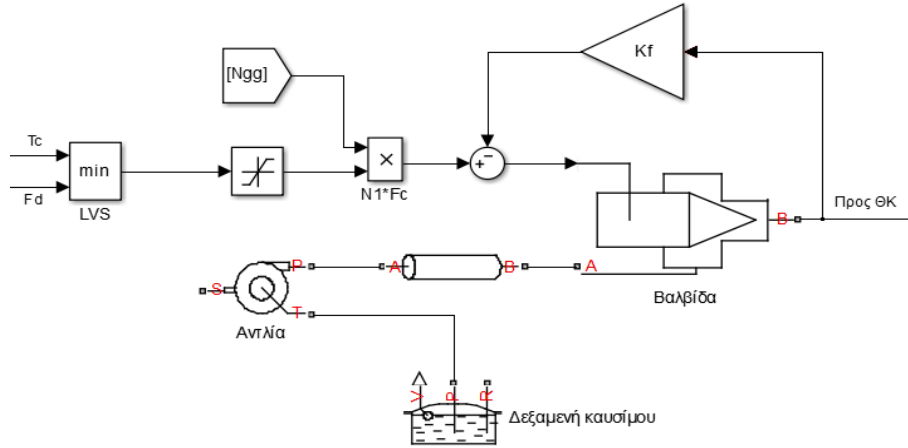 Kf
[Ngg]
Tc
min
Fd
LVS
×
N1*Fc
+
−
Προς ΘΚ
B
A
B
A
Βαλβίδα
P
S
T
Αντλία
V
P
R
Δεξαμενή καυσίμου